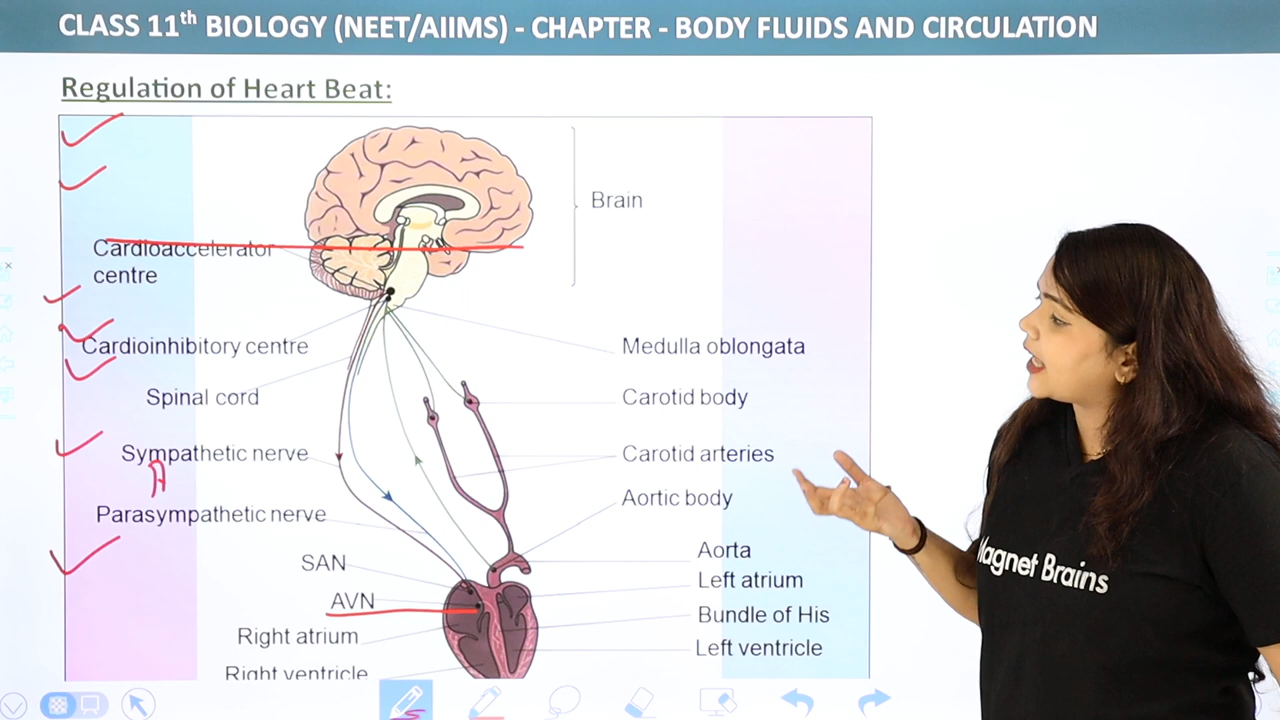 CLASS 11th BIOLOGY (NEET/AIIMS) - CHAPTER - BODY FLUIDS AND CIRCULATION
Regulation of Heart Beat:
Brain
Cardioaccelerator
centre
Cardioinhibitory centre
Medulla oblongata
Spinal cord
Carotid body
Sympathetic nerve
Carotid arteries
A
Aortic body
Parasympathetic nerve
SAN
Aorta
Left atrium
AVN
Bundle of His
Right atrium
Left ventricle
Right ventricle
Magnet Brains